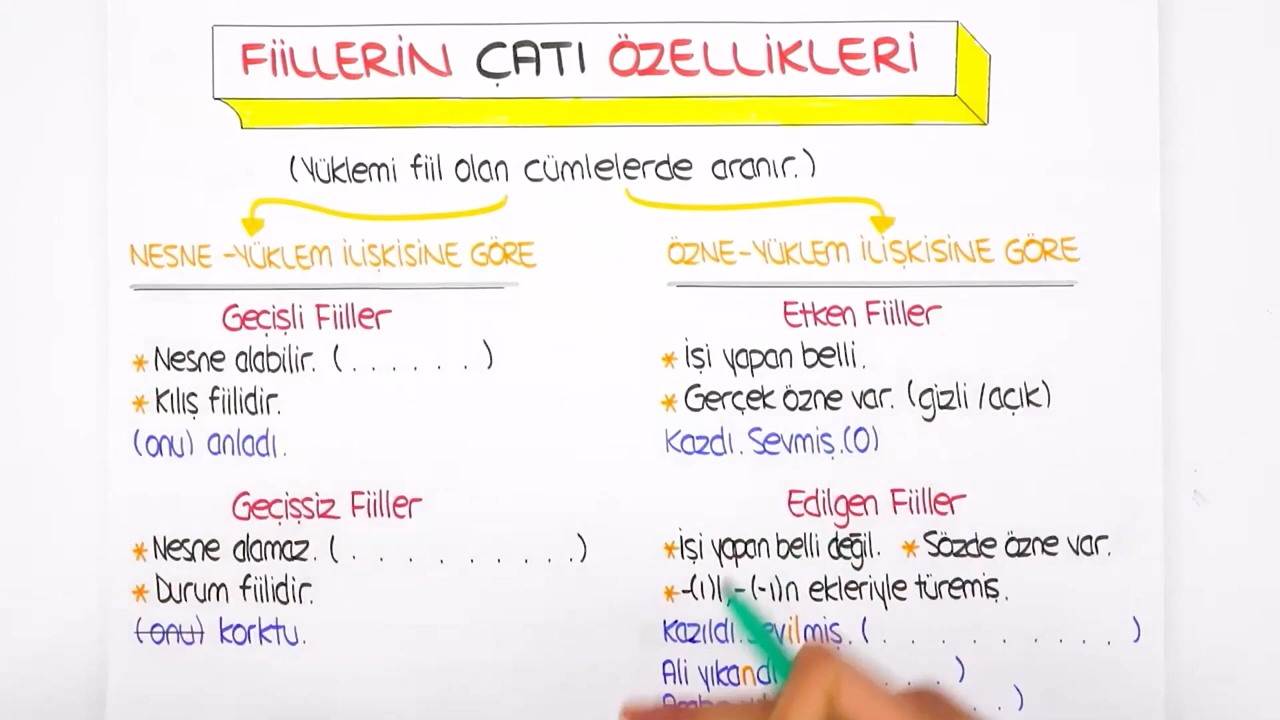 FİİLLERİN ÇATI ÖZELLİKLERİ
(Yüklemi fiil olan cümlelerde aranır.)
NESNE-YÜKLEM İLİŞKİSİNE GÖRE
Geçişli Fiiller
* Nesne alabilir. (. . . . . . )
* Kılış fiilidir.
(onu) anladı.
Geçişsiz Fiiller
* Nesne alamaz. (. . . . . . . . .)
* Durum fiilidir.
(onu) korktu.
ÖZNE-YÜKLEM İLİŞKİSİNE GÖRE
Etken Fiiller
* İşi yapan belli.
* Gerçek özne var. (gizli/açık)
Kazdı. Sevmiş.(O)
Edilgen Fiiller
* İşi yapan belli değil. * Sözde özne var.
* -(ı)l, -(-ı)n ekleriyle türemiş.
Kazıldı. Sevilmiş. (. . . . . . . . . )
Ali yıkandı . )
. )